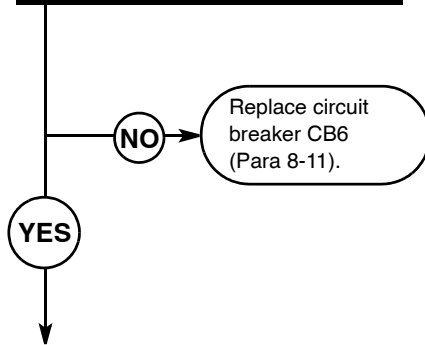 NO
Replace circuit
breaker CB6
(Para 8-11).
YES